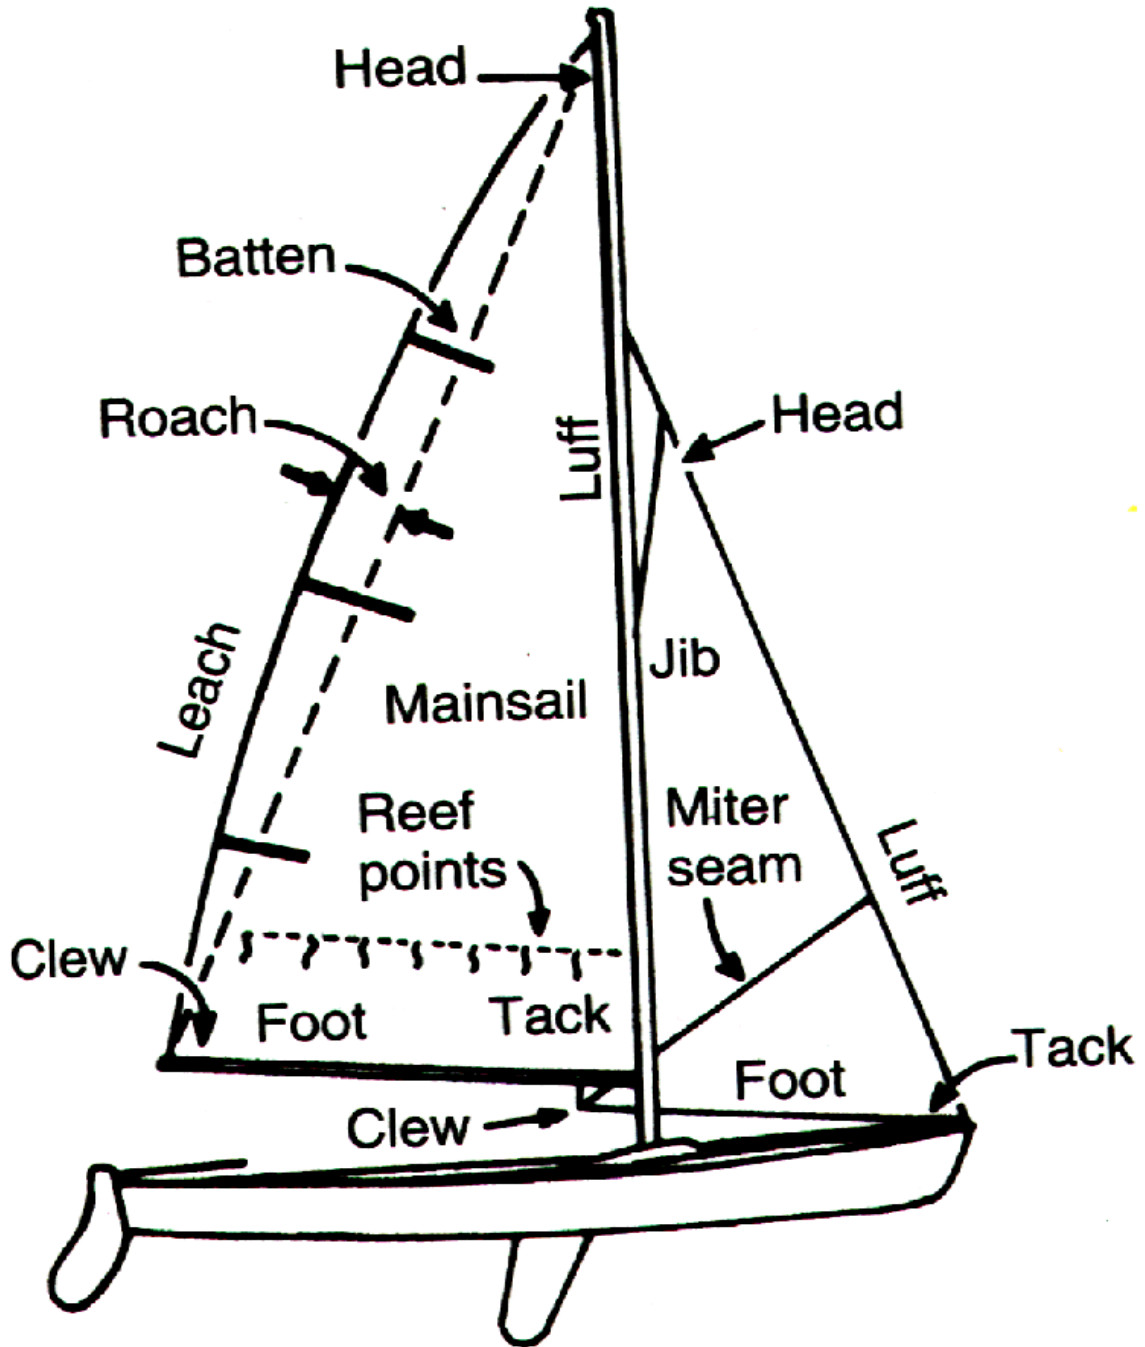 Head
Batten
Roach
Head
Luff
Leach
Jib
Mainsail
Reef
points
Miter
seam
Luff
Clew
Foot
Tack
Tack
Foot
Clew